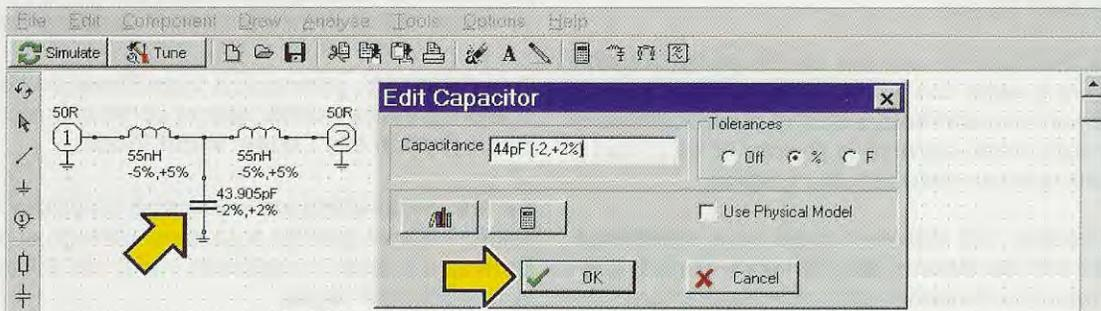 File Edit Component Draw Analyse Tools Options Help
Simulate Tune A
50R 50R
1 2
55nH 55nH
-5%,+5% -5%,+5%
43.905pF
-2%,+2%
1
Edit Capacitor
Capacitance 44pF (-2,+2%)
Tolerances
Off % F
Use Physical Model
OK Cancel